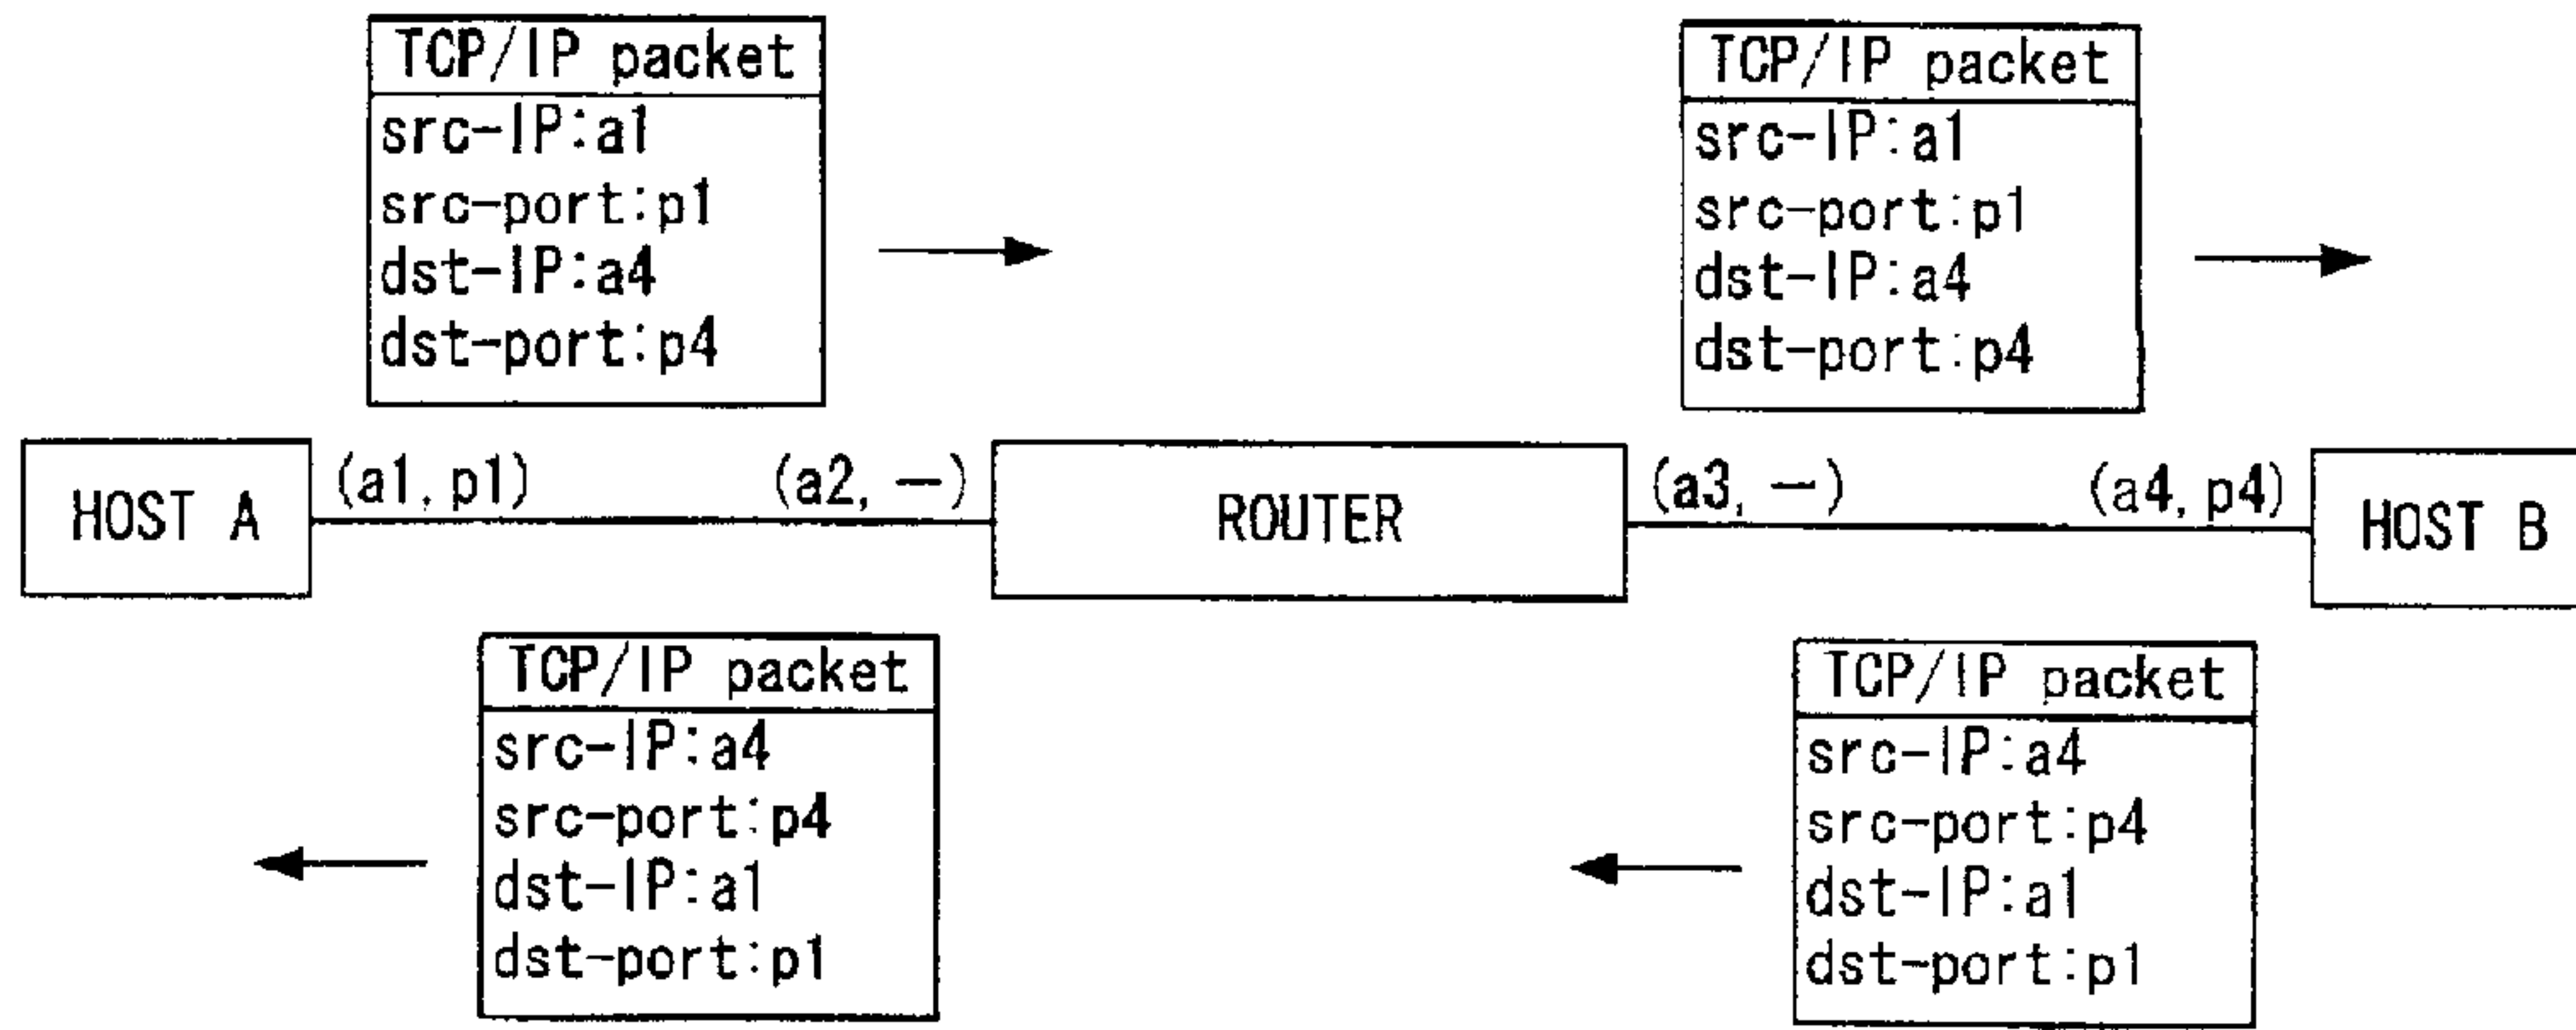 TCP/IP packet
src-IP:a1
src-port:p1
dst-IP:a4
dst-port:p4
TCP/IP packet
src-IP:a1
src-port:p1
dst-IP:a4
dst-port:p4
HOST A
(a1, p1)
(a2, —)
ROUTER
(a3, —)
(a4, p4)
HOST B
TCP/IP packet
src-IP:a4
src-port:p4
dst-IP:a1
dst-port:p1
TCP/IP packet
src-IP:a4
src-port:p4
dst-IP:a1
dst-port:p1